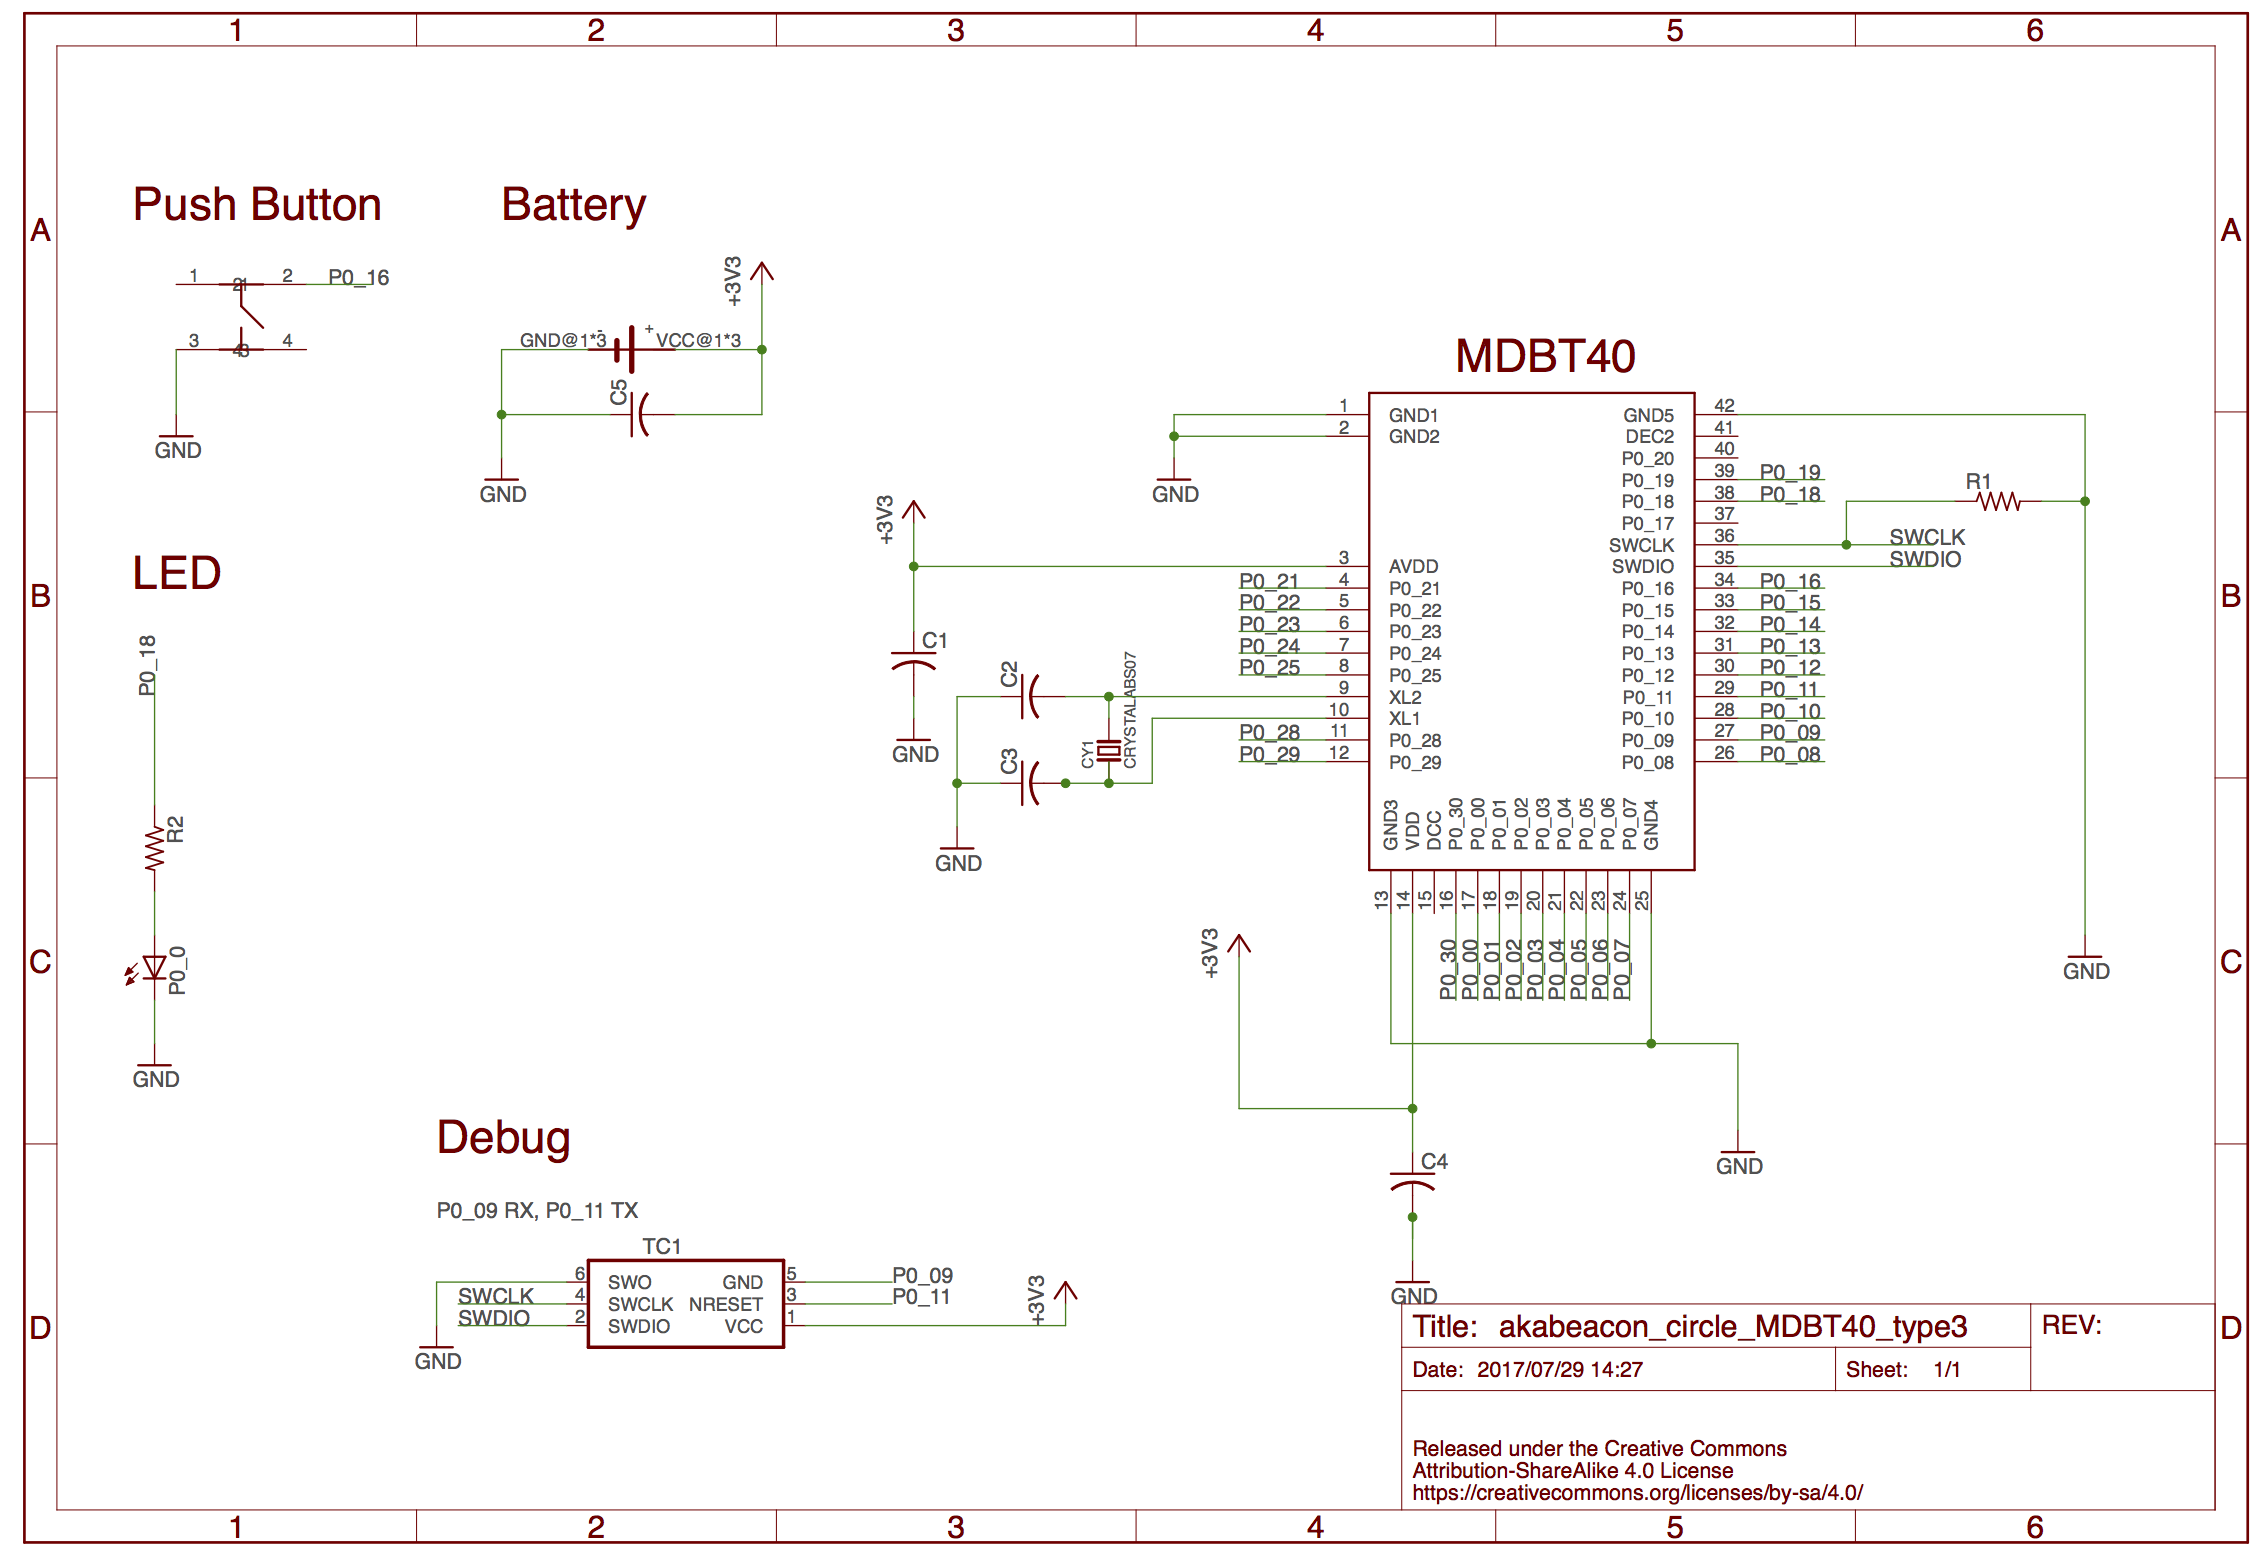 1 2 3 4 5 6
A A
B B
C C
D D
Push Button
1 2 P0_16
21
3 4
43
GND
Battery
+3V3
GND@1*3 - + VCC@1*3
C5
GND
LED
P0_18
R2
P0_0
GND
Debug
P0_09 RX, P0_11 TX
TC1
6 SWO GND 5 P0_09
SWCLK 4 SWCLK NRESET 3 P0_11
SWDIO 2 SWDIO VCC 1
+3V3
GND
+3V3
C1
GND
C2
C3
CY1
CRYSTALABS07
GND
MDBT40
GND
1 GND1
2 GND2
3 AVDD
P0_21 4 P0_21
P0_22 5 P0_22
P0_23 6 P0_23
P0_24 7 P0_24
P0_25 8 P0_25
9 XL2
10 XL1
P0_28 11 P0_28
P0_29 12 P0_29
GND5 42
DEC2 41
P0_20 40
P0_19 39 P0_19
P0_18 38 P0_18
P0_17 37
SWCLK 36 SWCLK
SWDIO 35 SWDIO
P0_16 34 P0_16
P0_15 33 P0_15
P0_14 32 P0_14
P0_13 31 P0_13
P0_12 30 P0_12
P0_11 29 P0_11
P0_10 28 P0_10
P0_09 27 P0_09
P0_08 26 P0_08
R1
GND
GND3 13
VDD 14
DCC 15
P0_30 16 P0_30
P0_00 17 P0_00
P0_01 18 P0_01
P0_02 19 P0_02
P0_03 20 P0_03
P0_04 21 P0_04
P0_05 22 P0_05
P0_06 23 P0_06
P0_07 24 P0_07
GND4 25
+3V3
C4
GND
GND
Title: akabeacon_circle_MDBT40_type3
REV:
Date: 2017/07/29 14:27
Sheet: 1/1
Released under the Creative Commons
Attribution-ShareAlike 4.0 License
https://creativecommons.org/licenses/by-sa/4.0/
1 2 3 4 5 6